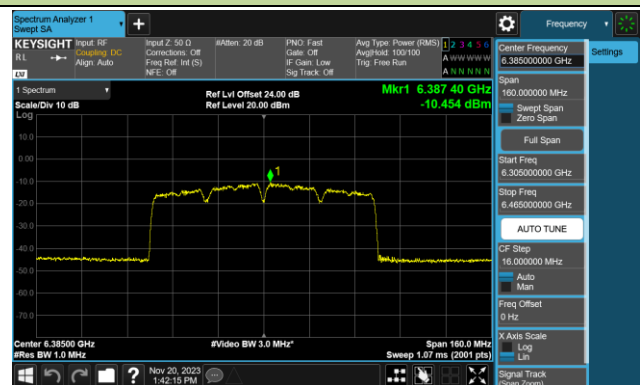 Spectrum Analyzer 1
Swept SA
Frequency
KEYSIGHT
R L
LXI
Input: RF
Coupling: DC
Align: Auto
Input Z: 50 Ω
Corrections: Off
Freq Ref: Int (S)
NFE: Off
#Atten: 20 dB
PNO: Fast
Gate: Off
IF Gain: Low
Sig Track: Off
Avg Type: Power (RMS)
Avg|Hold: 100/100
Trig: Free Run
1 2 3 4 5 6
A W W W W W
A N N N N N
1 Spectrum
Scale/Div 10 dB
Log
Ref Lvl Offset 24.00 dB
Ref Level 20.00 dBm
Mkr1 6.387 40 GHz
-10.454 dBm
10.0
0.00
-10.0
-20.0
-30.0
-40.0
-50.0
-60.0
-70.0
1
Center 6.38500 GHz
#Res BW 1.0 MHz
#Video BW 3.0 MHz*
Span 160.0 MHz
Sweep 1.07 ms (2001 pts)
Nov 20, 2023
1:42:15 PM
Settings
Center Frequency
6.385000000 GHz
Span
160.000000 MHz
Swept Span
Zero Span
Full Span
Start Freq
6.305000000 GHz
Stop Freq
6.465000000 GHz
AUTO TUNE
CF Step
16.000000 MHz
Auto
Man
Freq Offset
0 Hz
X Axis Scale
Log
Lin
Signal Track
(Span Zoom)